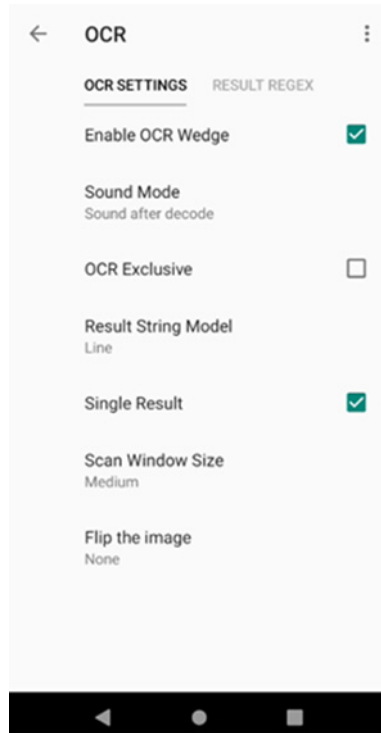 OCR
OCR SETTINGS RESULT REGEX
Enable OCR Wedge
Sound Mode
Sound after decode
OCR Exclusive
Result String Model
Line
Single Result
Scan Window Size
Medium
Flip the image
None